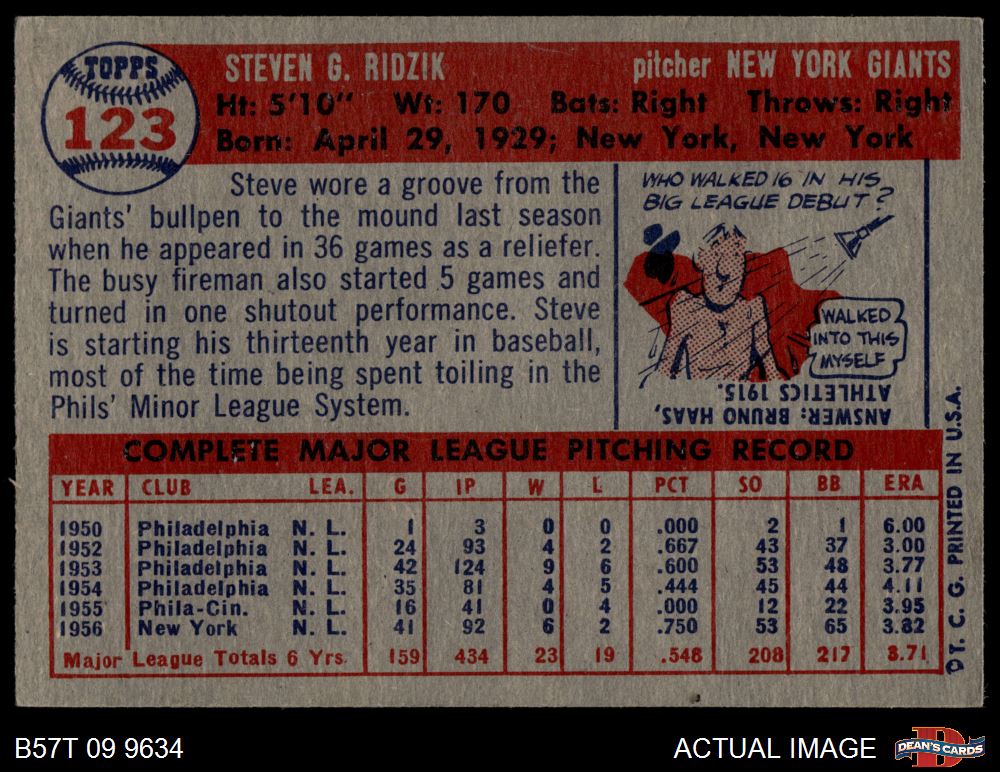 TOPPS
123
STEVEN G. RIDZIK pitcher NEW YORK GIANTS
Ht: 5'10" Wt: 170 Bats: Right Throws: Right
Born: April 29, 1929; New York, New York
Steve wore a groove from the
Giants' bullpen to the mound last season
when he appeared in 36 games as a reliefer.
The busy fireman also started 5 games and
turned in one shutout performance. Steve
is starting his thirteenth year in baseball,
most of the time being spent toiling in the
Phils' Minor League System.
WHO WALKED 16 IN HIS
BIG LEAGUE DEBUT?
WALKED
INTO THIS
MYSELF
ANSWER: BRUNO HAAS,
ATHLETICS 1915.
COMPLETE MAJOR LEAGUE PITCHING RECORD
YEAR CLUB LEA. G IP W L PCT SO BB ERA
1950 Philadelphia N. L. 1 3 0 0 .000 2 1 6.00
1952 Philadelphia N. L. 24 93 4 2 .667 43 37 3.00
1953 Philadelphia N. L. 42 124 9 6 .600 53 48 3.77
1954 Philadelphia N. L. 35 81 4 5 .444 45 44 4.11
1955 Phila-Cin. N. L. 16 41 0 4 .000 12 22 3.95
1956 New York N. L. 41 92 6 2 .750 53 65 3.82
Major League Totals 6 Yrs. 159 434 23 19 .548 208 217 3.71
T. C. G. PRINTED IN U.S.A.
B57T 09 9634 ACTUAL IMAGE DEAN'S CARDS